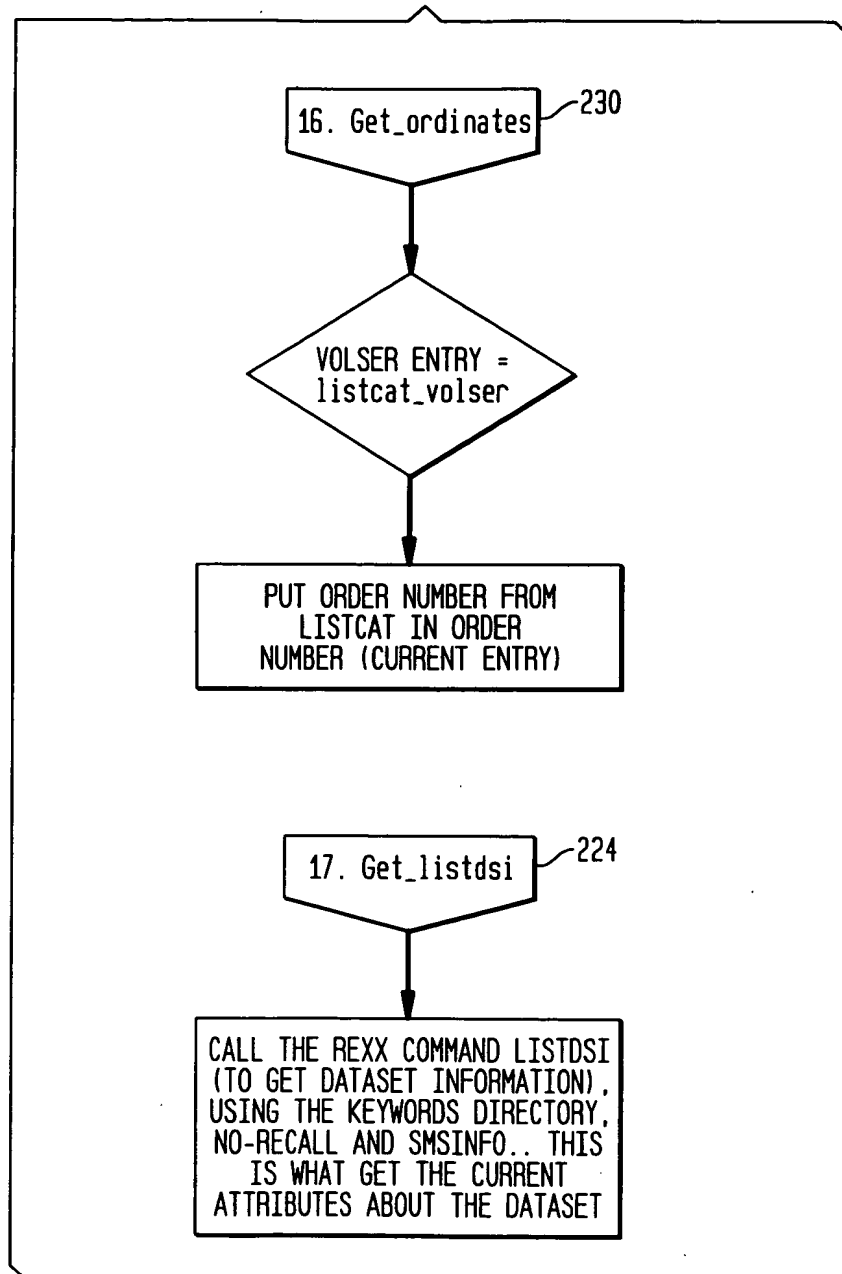 16. Get_ordinates
230
VOLSER ENTRY =
listcat_volser
PUT ORDER NUMBER FROM
LISTCAT IN ORDER
NUMBER (CURRENT ENTRY)
17. Get_listdsi
224
CALL THE REXX COMMAND LISTDSI
(TO GET DATASET INFORMATION),
USING THE KEYWORDS DIRECTORY,
NO-RECALL AND SMSINFO.. THIS
IS WHAT GET THE CURRENT
ATTRIBUTES ABOUT THE DATASET